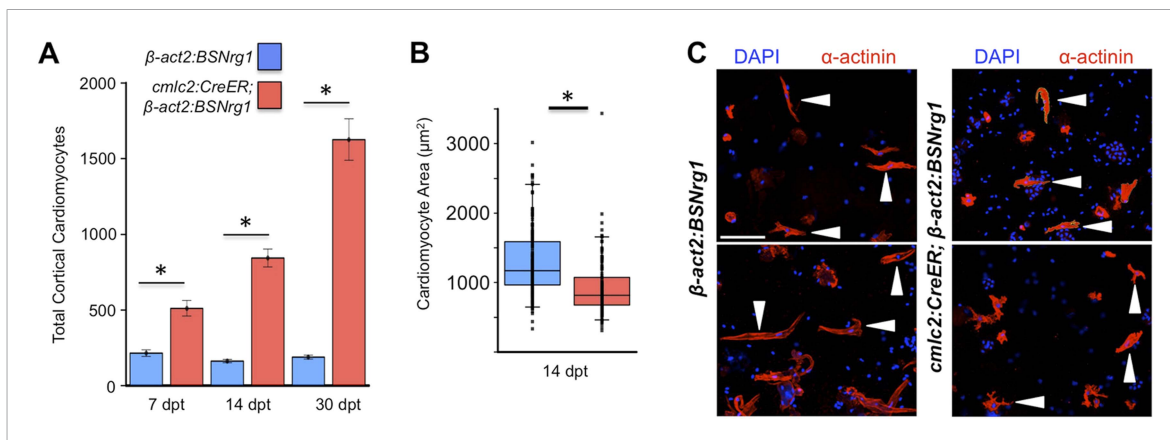 A
β-act2:BSNrg1
cmlc2:CreER;
β-act2:BSNrg1
Total Cortical Cardiomyocytes
2000
1500
1000
500
0
*
*
*
7 dpt
14 dpt
30 dpt
B
Cardiomyocyte Area (μm²)
3000
2000
1000
0
*
14 dpt
C
DAPI
α-actinin
DAPI
α-actinin
β-act2:BSNrg1
cmlc2:CreER; β-act2:BSNrg1